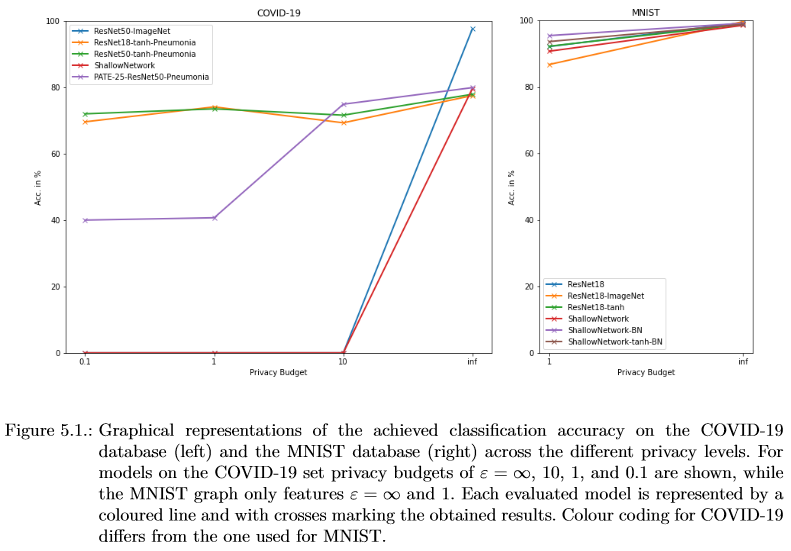 COVID-19
100
80
60
40
20
0
Acc. in %
0.1
1
10
inf
Privacy Budget
ResNet50-ImageNet
ResNet18-tanh-Pneumonia
ResNet50-tanh-Pneumonia
ShallowNetwork
PATE-25-ResNet50-Pneumonia
MNIST
100
80
60
40
20
0
Acc. in %
1
inf
Privacy Budget
ResNet18
ResNet18-ImageNet
ResNet18-tanh
ShallowNetwork
ShallowNetwork-BN
ShallowNetwork-tanh-BN
Figure 5.1.: Graphical representations of the achieved classification accuracy on the COVID-19
database (left) and the MNIST database (right) across the different privacy levels. For
models on the COVID-19 set privacy budgets of ε = ∞, 10, 1, and 0.1 are shown, while
the MNIST graph only features ε = ∞ and 1. Each evaluated model is represented by a
coloured line and with crosses marking the obtained results. Colour coding for COVID-19
differs from the one used for MNIST.